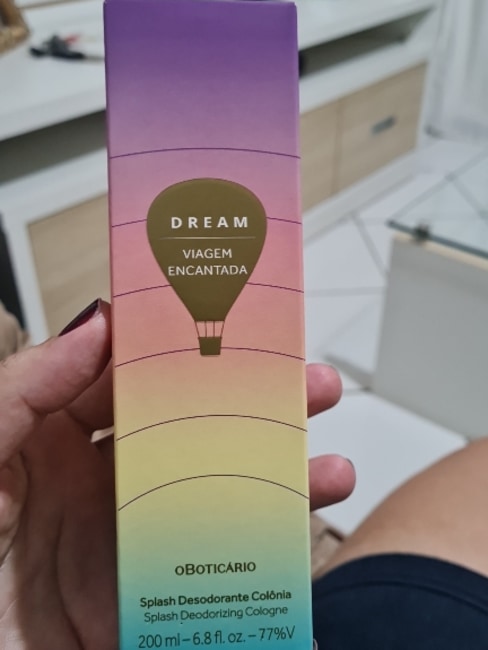 DREAM
VIAGEM
ENCANTADA
oBOTICÁRIO
Splash Desodorante Colônia
Splash Deodorizing Cologne
200 ml – 6.8 fl. oz. – 77%V